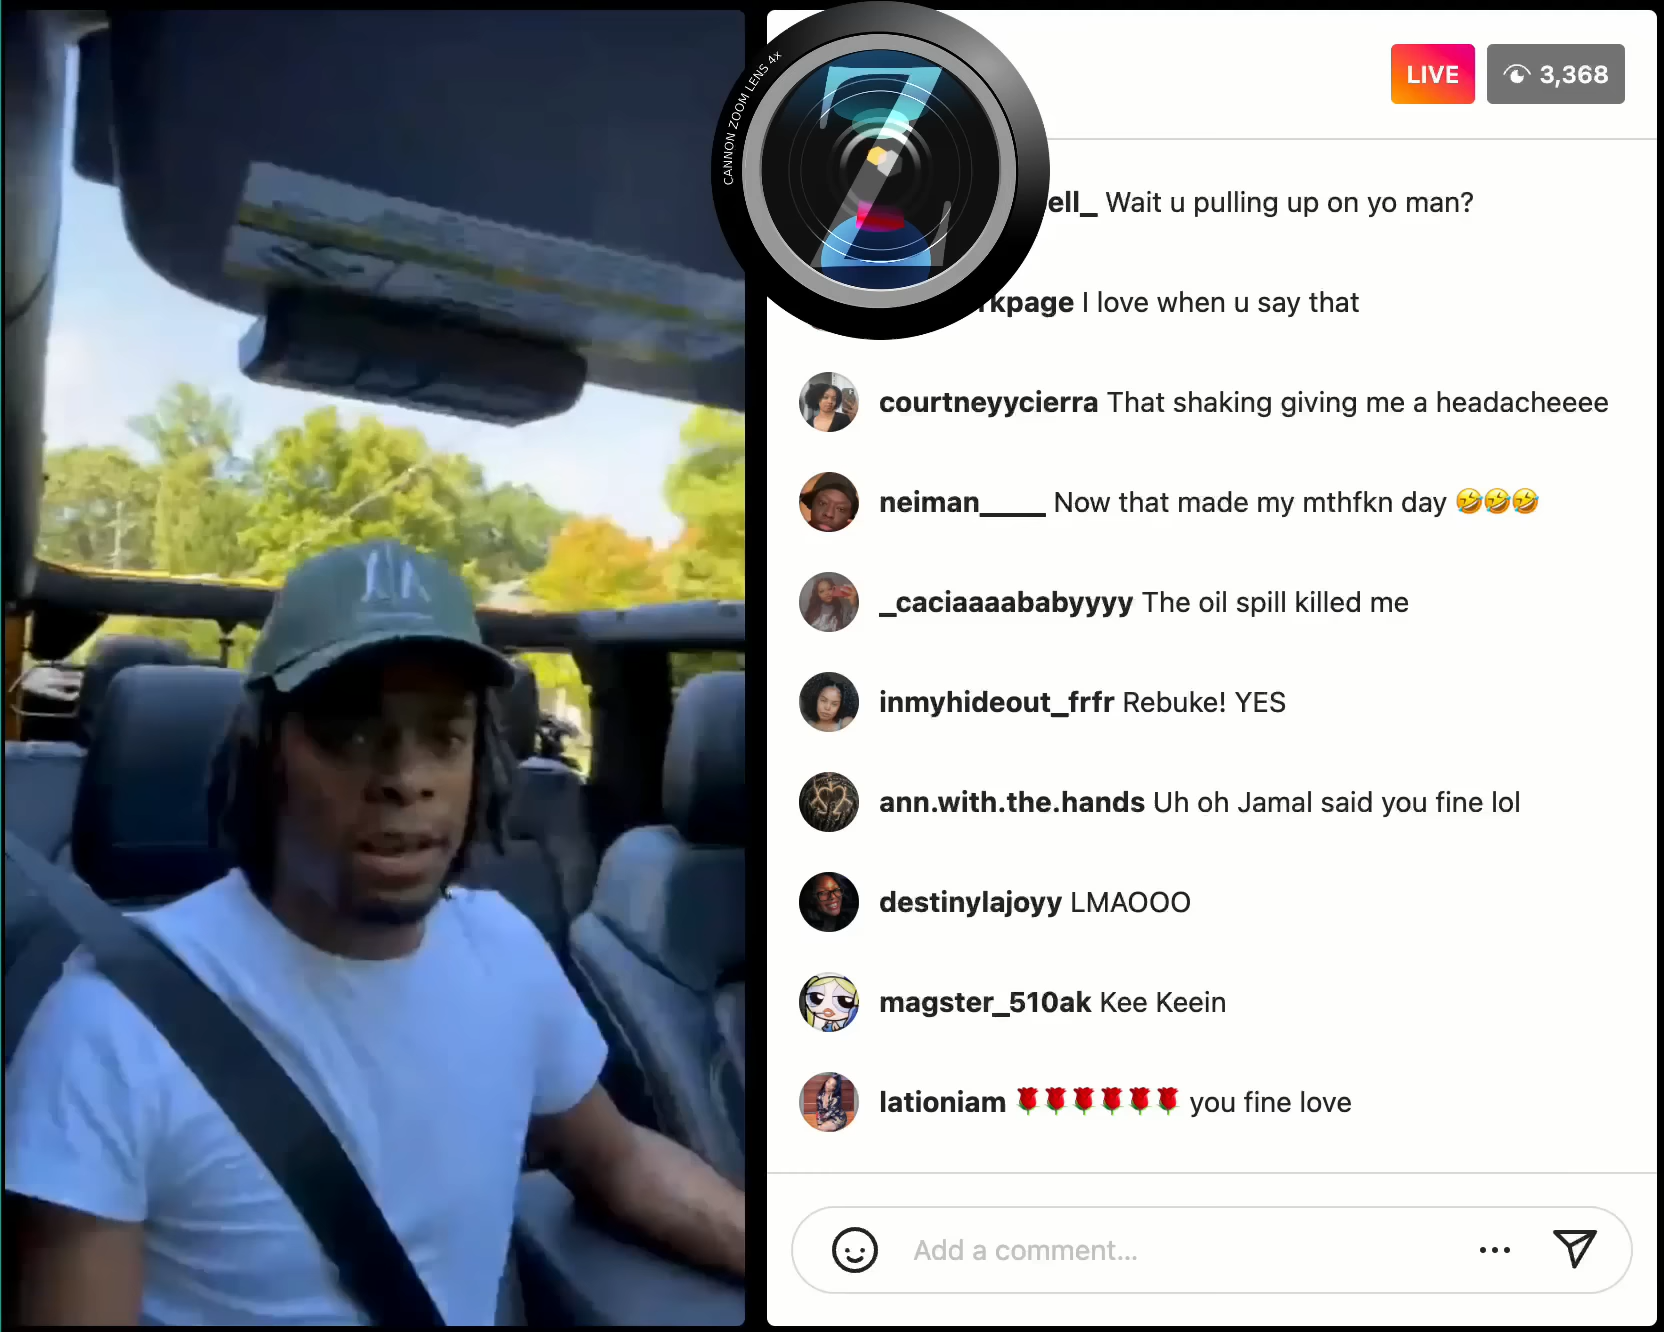 CANNON ZOOM LENS 4x
Z
LIVE
3,368
ell_ Wait u pulling up on yo man?
rkpage I love when u say that
courtneyycierra That shaking giving me a headacheeee
neiman____ Now that made my mthfkn day 🤣🤣🤣
_caciaaaababyyyy The oil spill killed me
inmyhideout_frfr Rebuke! YES
ann.with.the.hands Uh oh Jamal said you fine lol
destinylajoyy LMAOOO
magster_510ak Kee Keein
lationiam 🌹🌹🌹🌹🌹🌹 you fine love
Add a comment...